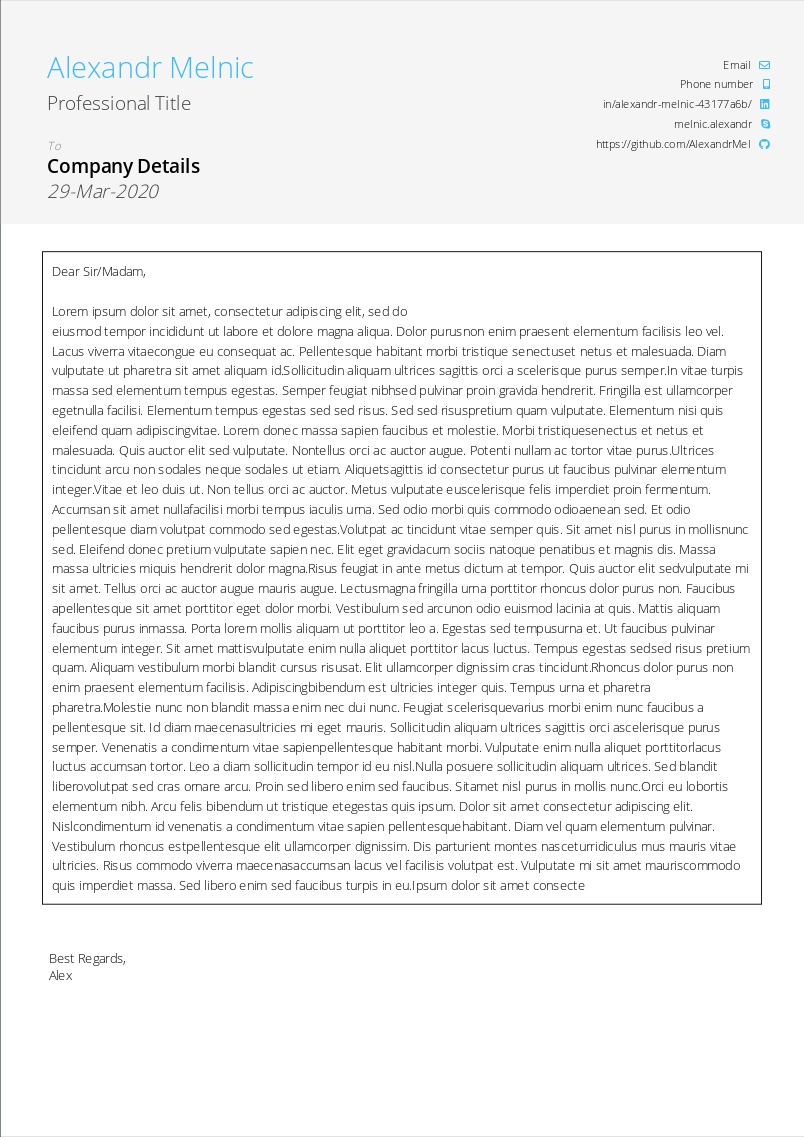 Alexandr Melnic
Professional Title
To
Company Details
29-Mar-2020
Email
Phone number
in/alexandr-melnic-43177a6b/
melnic.alexandr
https://github.com/AlexandrMel
Dear Sir/Madam,
Lorem ipsum dolor sit amet, consectetur adipiscing elit, sed do
eiusmod tempor incididunt ut labore et dolore magna aliqua. Dolor purusnon enim praesent elementum facilisis leo vel.
Lacus viverra vitaecongue eu consequat ac. Pellentesque habitant morbi tristique senectuset netus et malesuada. Diam
vulputate ut pharetra sit amet aliquam id.Sollicitudin aliquam ultrices sagittis orci a scelerisque purus semper.In vitae turpis
massa sed elementum tempus egestas. Semper feugiat nibhsed pulvinar proin gravida hendrerit. Fringilla est ullamcorper
egetnulla facilisi. Elementum tempus egestas sed sed risus. Sed sed risuspretium quam vulputate. Elementum nisi quis
eleifend quam adipiscingvitae. Lorem donec massa sapien faucibus et molestie. Morbi tristiquesenectus et netus et
malesuada. Quis auctor elit sed vulputate. Nontellus orci ac auctor augue. Potenti nullam ac tortor vitae purus.Ultrices
tincidunt arcu non sodales neque sodales ut etiam. Aliquetsagittis id consectetur purus ut faucibus pulvinar elementum
integer.Vitae et leo duis ut. Non tellus orci ac auctor. Metus vulputate euscelerisque felis imperdiet proin fermentum.
Accumsan sit amet nullafacilisi morbi tempus iaculis urna. Sed odio morbi quis commodo odioaenean sed. Et odio
pellentesque diam volutpat commodo sed egestas.Volutpat ac tincidunt vitae semper quis. Sit amet nisl purus in mollisnunc
sed. Eleifend donec pretium vulputate sapien nec. Elit eget gravidacum sociis natoque penatibus et magnis dis. Massa
massa ultricies miquis hendrerit dolor magna.Risus feugiat in ante metus dictum at tempor. Quis auctor elit sedvulputate mi
sit amet. Tellus orci ac auctor augue mauris augue. Lectusmagna fringilla urna porttitor rhoncus dolor purus non. Faucibus
apellentesque sit amet porttitor eget dolor morbi. Vestibulum sed arcunon odio euismod lacinia at quis. Mattis aliquam
faucibus purus inmassa. Porta lorem mollis aliquam ut porttitor leo a. Egestas sed tempusurna et. Ut faucibus pulvinar
elementum integer. Sit amet mattisvulputate enim nulla aliquet porttitor lacus luctus. Tempus egestas sedsed risus pretium
quam. Aliquam vestibulum morbi blandit cursus risusat. Elit ullamcorper dignissim cras tincidunt.Rhoncus dolor purus non
enim praesent elementum facilisis. Adipiscingbibendum est ultricies integer quis. Tempus urna et pharetra
pharetra.Molestie nunc non blandit massa enim nec dui nunc. Feugiat scelerisquevarius morbi enim nunc faucibus a
pellentesque sit. Id diam maecenasultricies mi eget mauris. Sollicitudin aliquam ultrices sagittis orci ascelerisque purus
semper. Venenatis a condimentum vitae sapienpellentesque habitant morbi. Vulputate enim nulla aliquet porttitorlacus
luctus accumsan tortor. Leo a diam sollicitudin tempor id eu nisl.Nulla posuere sollicitudin aliquam ultrices. Sed blandit
liberovolutpat sed cras ornare arcu. Proin sed libero enim sed faucibus. Sitamet nisl purus in mollis nunc.Orci eu lobortis
elementum nibh. Arcu felis bibendum ut tristique etegestas quis ipsum. Dolor sit amet consectetur adipiscing elit.
Nislcondimentum id venenatis a condimentum vitae sapien pellentesquehabitant. Diam vel quam elementum pulvinar.
Vestibulum rhoncus estpellentesque elit ullamcorper dignissim. Dis parturient montes nasceturridiculus mus mauris vitae
ultricies. Risus commodo viverra maecenasaccumsan lacus vel facilisis volutpat est. Vulputate mi sit amet mauriscommodo
quis imperdiet massa. Sed libero enim sed faucibus turpis in eu.Ipsum dolor sit amet consecte
Best Regards,
Alex